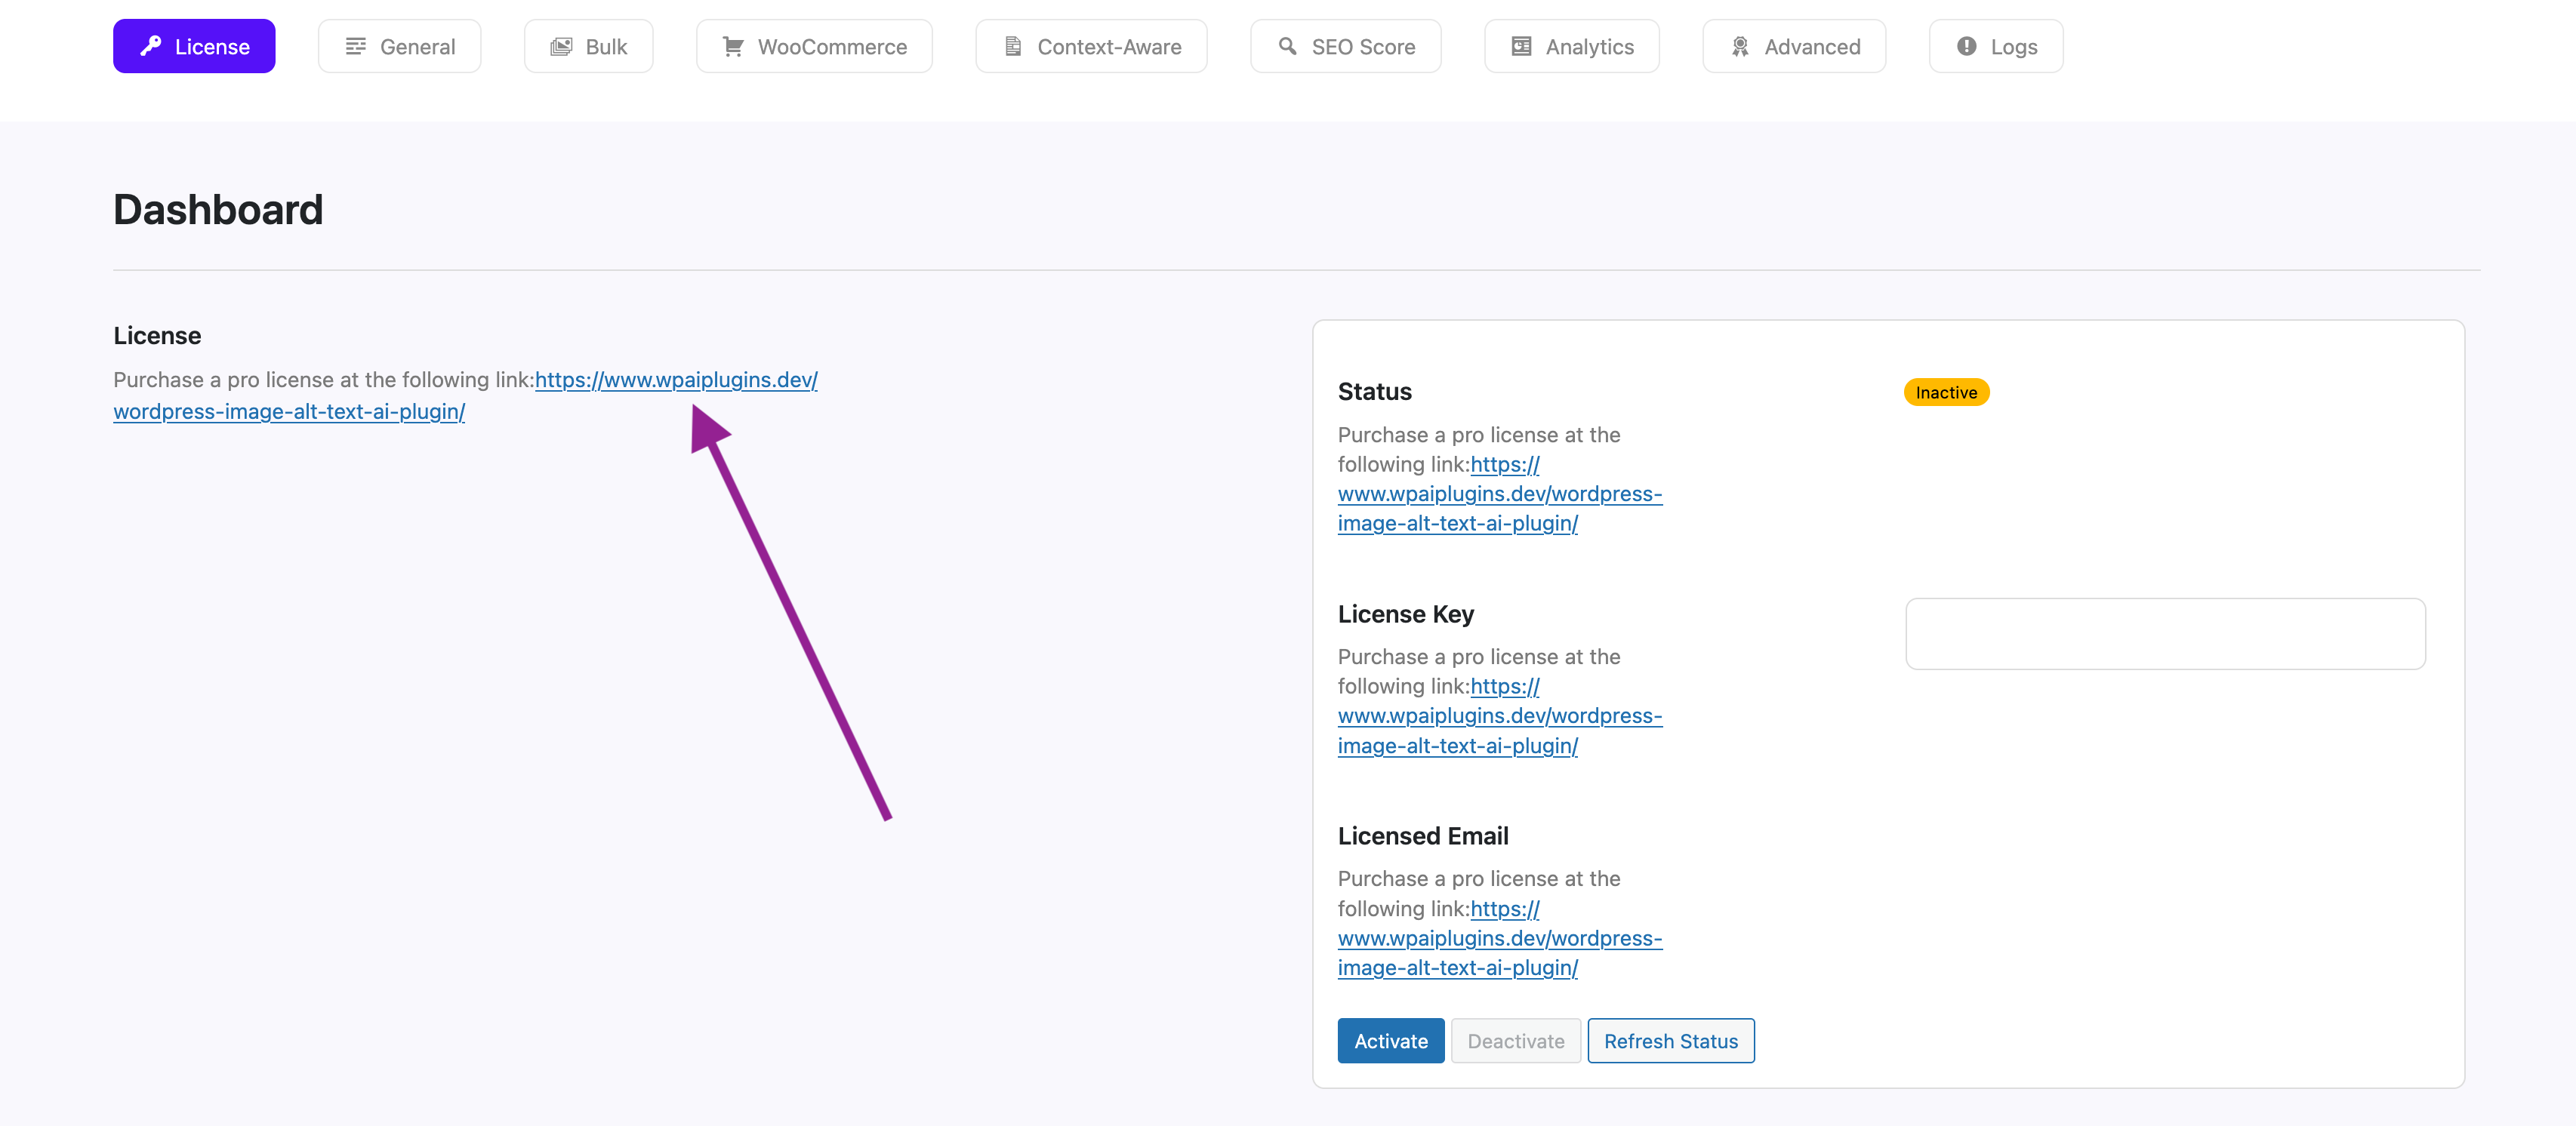 License
General
Bulk
WooCommerce
Context-Aware
SEO Score
Analytics
Advanced
Logs
Dashboard
License
Purchase a pro license at the following link:https://www.wpaiplugins.dev/
wordpress-image-alt-text-ai-plugin/
Status
Inactive
Purchase a pro license at the
following link:https://
www.wpaiplugins.dev/wordpress-
image-alt-text-ai-plugin/
License Key
Purchase a pro license at the
following link:https://
www.wpaiplugins.dev/wordpress-
image-alt-text-ai-plugin/
Licensed Email
Purchase a pro license at the
following link:https://
www.wpaiplugins.dev/wordpress-
image-alt-text-ai-plugin/
Activate
Deactivate
Refresh Status